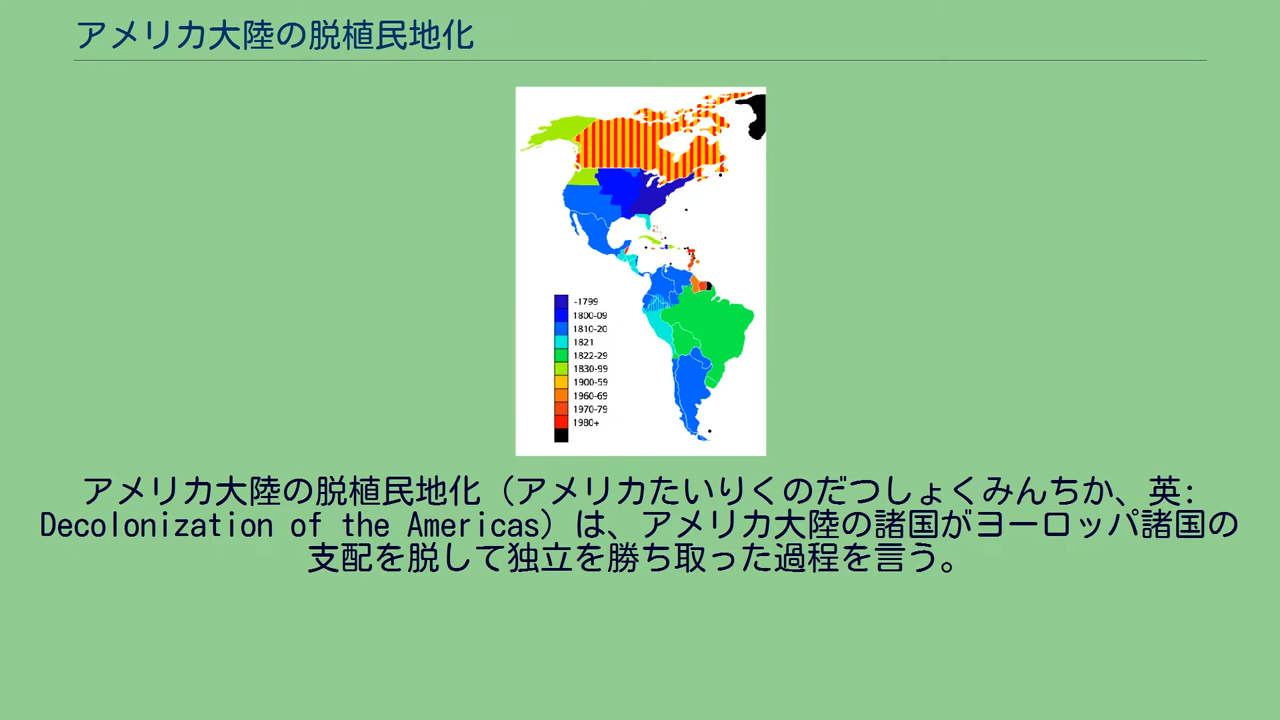 アメリカ大陸の脱植民地化
-1799
1800-09
1810-20
1821
1822-29
1830-99
1900-59
1960-69
1970-79
1980+
アメリカ大陸の脱植民地化（アメリカたいりくのだつしょくみんちか、英:
Decolonization of the Americas）は、アメリカ大陸の諸国がヨーロッパ諸国の
支配を脱して独立を勝ち取った過程を言う。